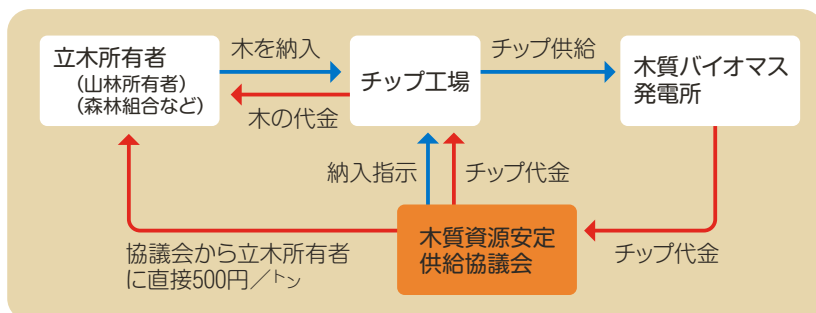 立木所有者
（山林所有者）
（森林組合など）
木を納入
木の代金
チップ工場
チップ供給
木質バイオマス
発電所
納入指示
チップ代金
木質資源安定
供給協議会
チップ代金
協議会から立木所有者
に直接500円／トン